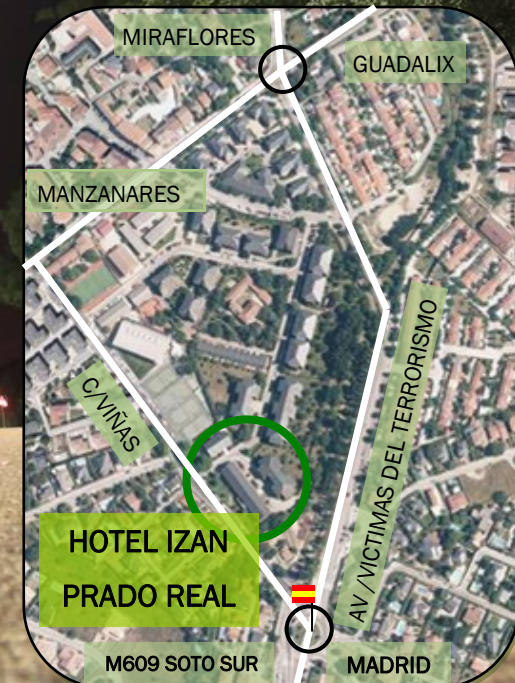 MIRAFLORES
GUADALIX
MANZANARES
C/VIÑAS
AV /VICTIMAS DEL TERRORISMO
HOTEL IZAN
PRADO REAL
M609 SOTO SUR
MADRID